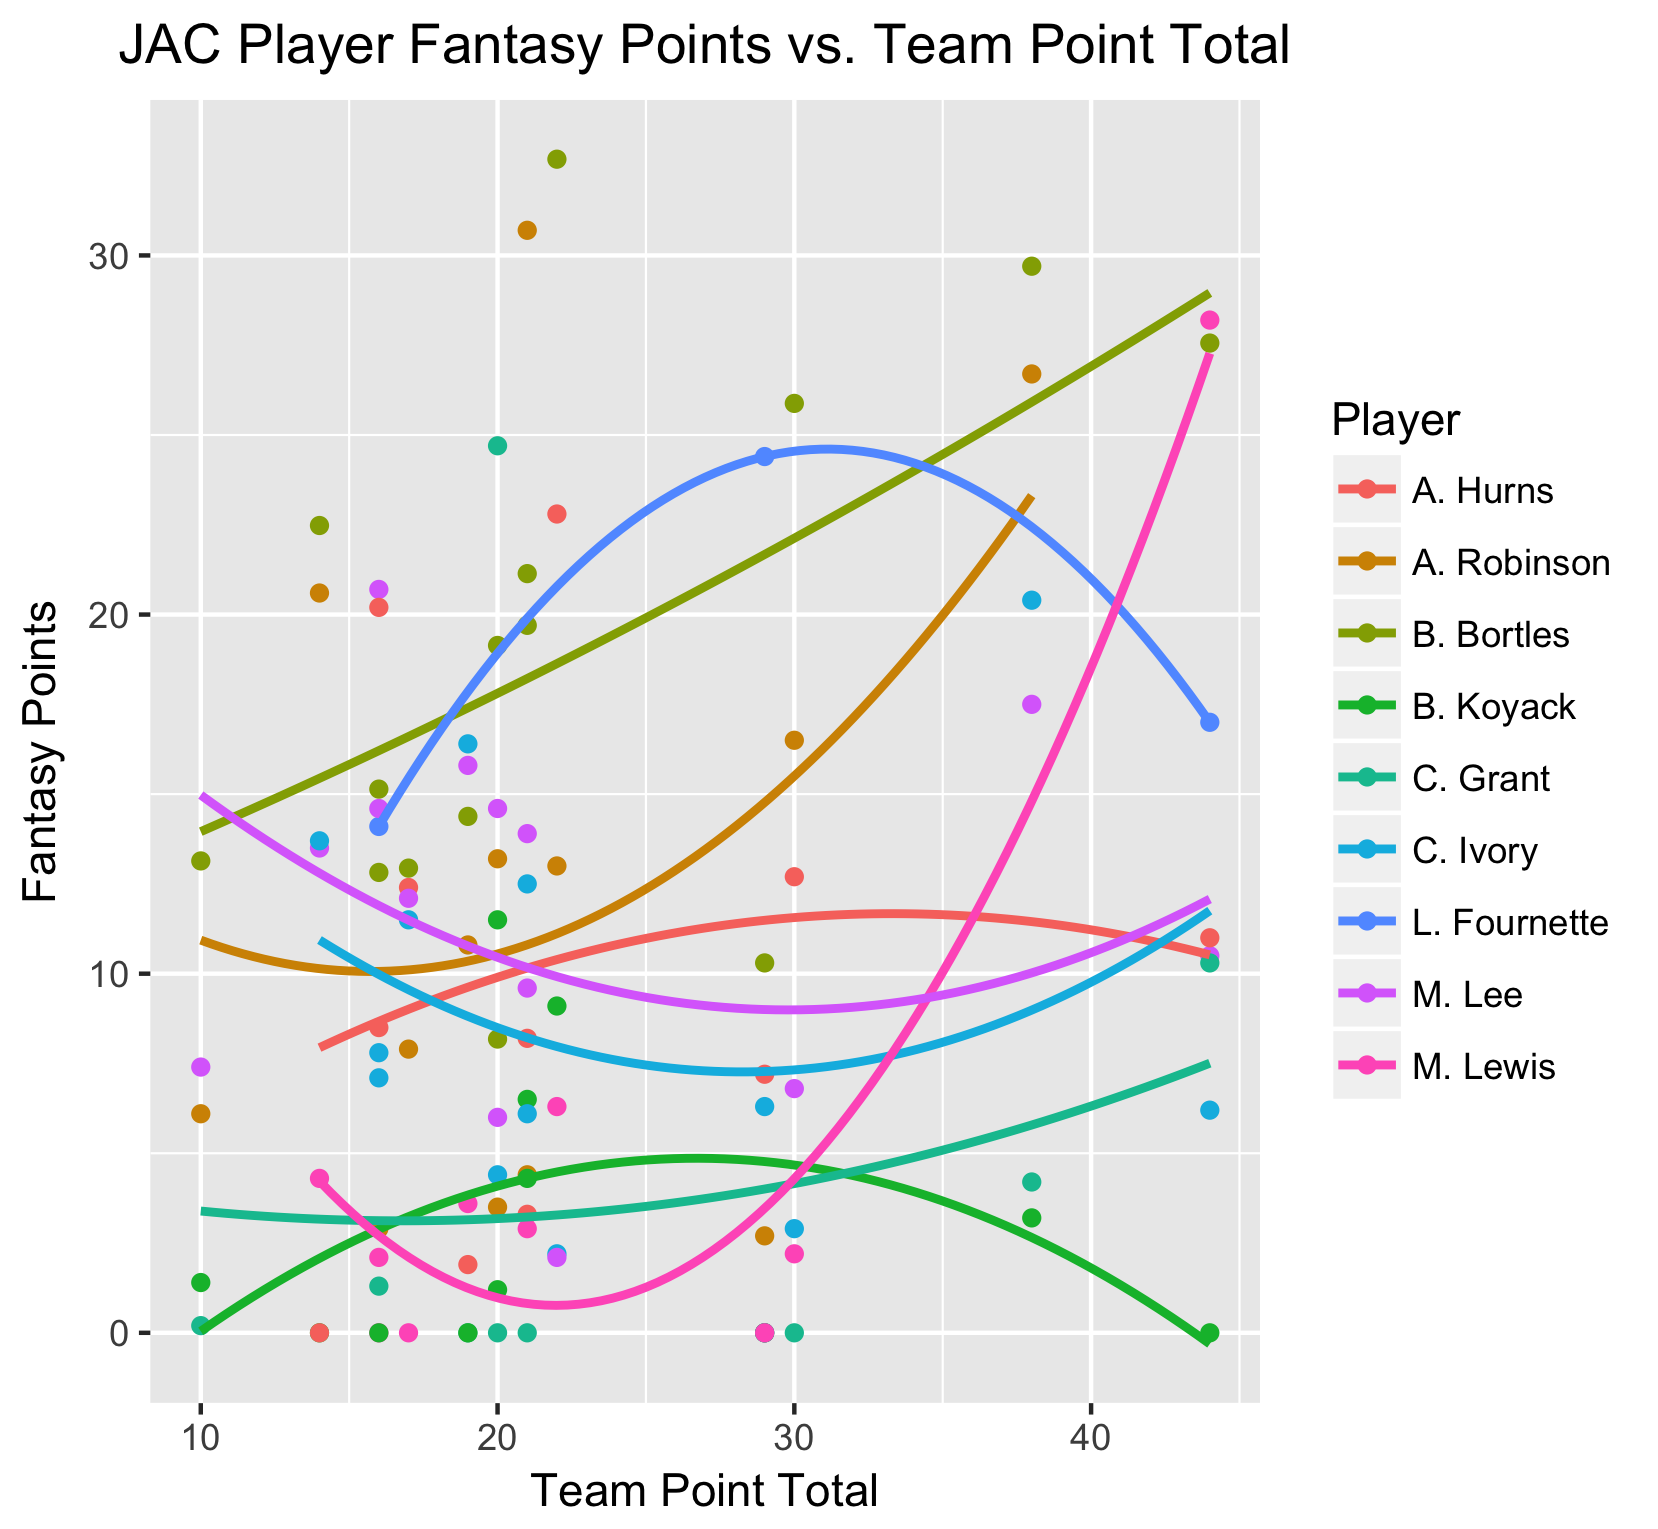 JAC Player Fantasy Points vs. Team Point Total
Fantasy Points
30
20
10
0
10 20 30 40
Team Point Total
Player
A. Hurns
A. Robinson
B. Bortles
B. Koyack
C. Grant
C. Ivory
L. Fournette
M. Lee
M. Lewis